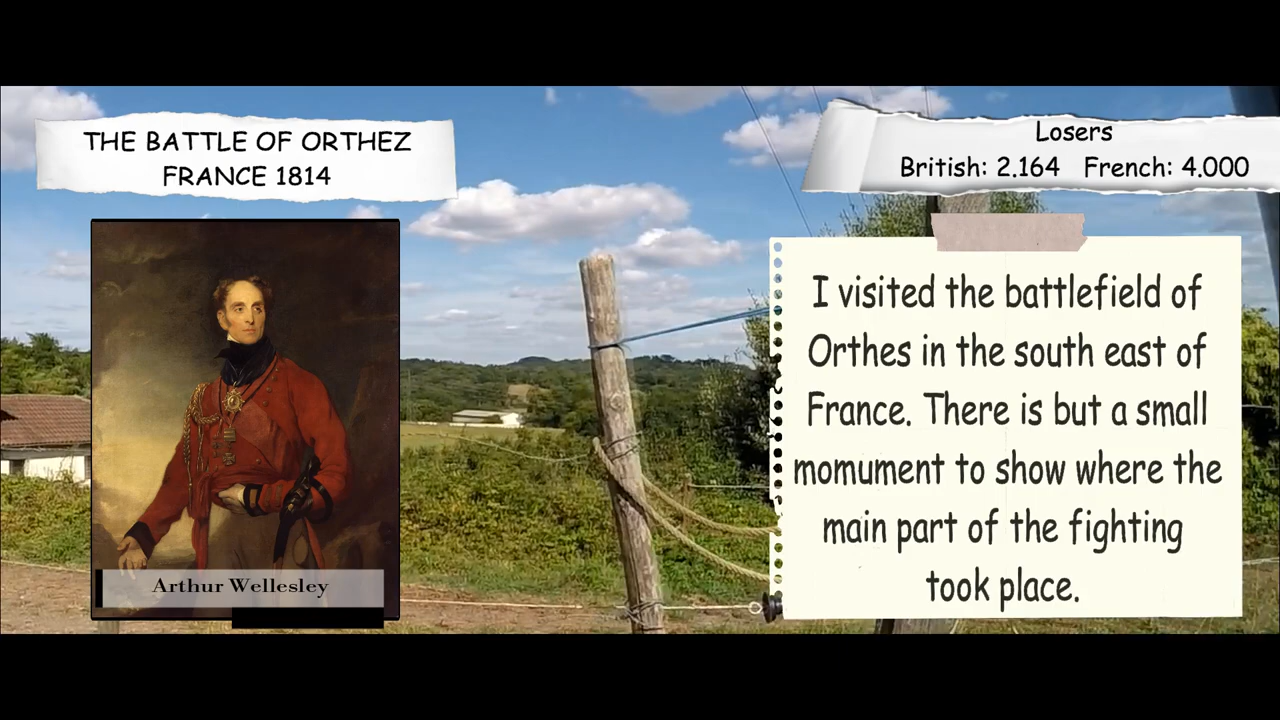 THE BATTLE OF ORTHEZ
FRANCE 1814
Losers
British: 2.164 French: 4.000
I visited the battlefield of
Orthes in the south east of
France. There is but a small
momument to show where the
main part of the fighting
took place.
Arthur Wellesley